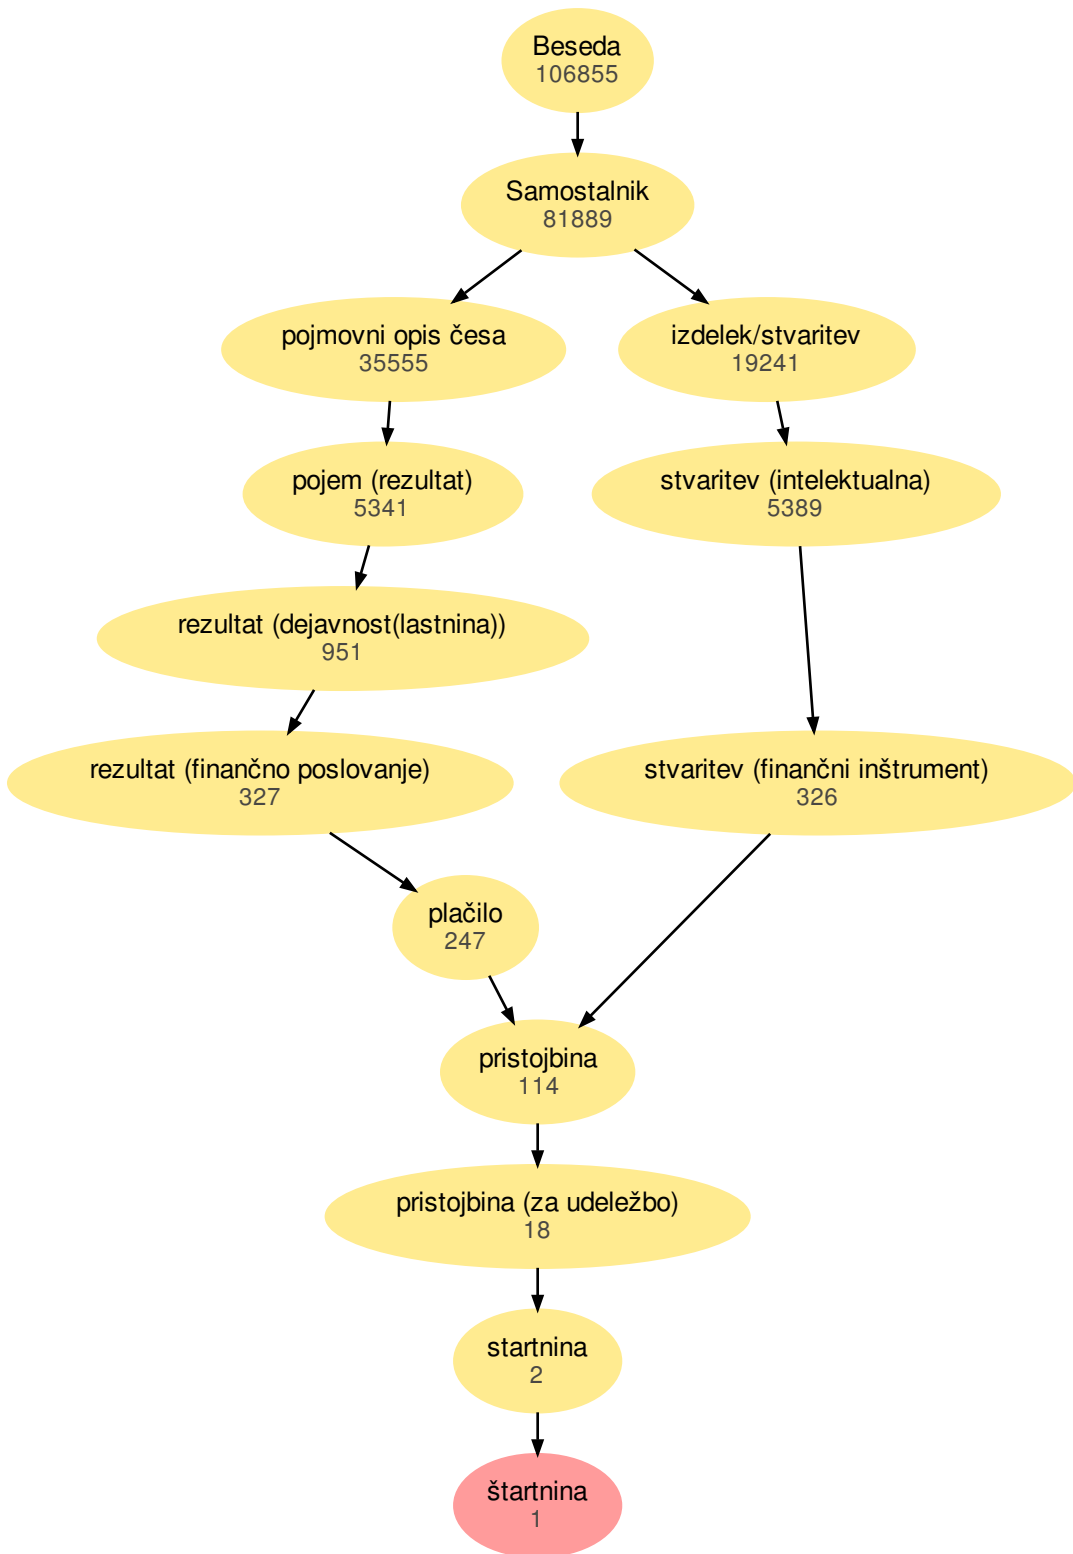 Beseda
106855
Samostalnik
81889
pojmovni opis česa
35555
izdelek/stvaritev
19241
pojem (rezultat)
5341
stvaritev (intelektualna)
5389
rezultat (dejavnost(lastnina))
951
rezultat (finančno poslovanje)
327
stvaritev (finančni inštrument)
326
plačilo
247
pristojbina
114
pristojbina (za udeležbo)
18
startnina
2
štartnina
1